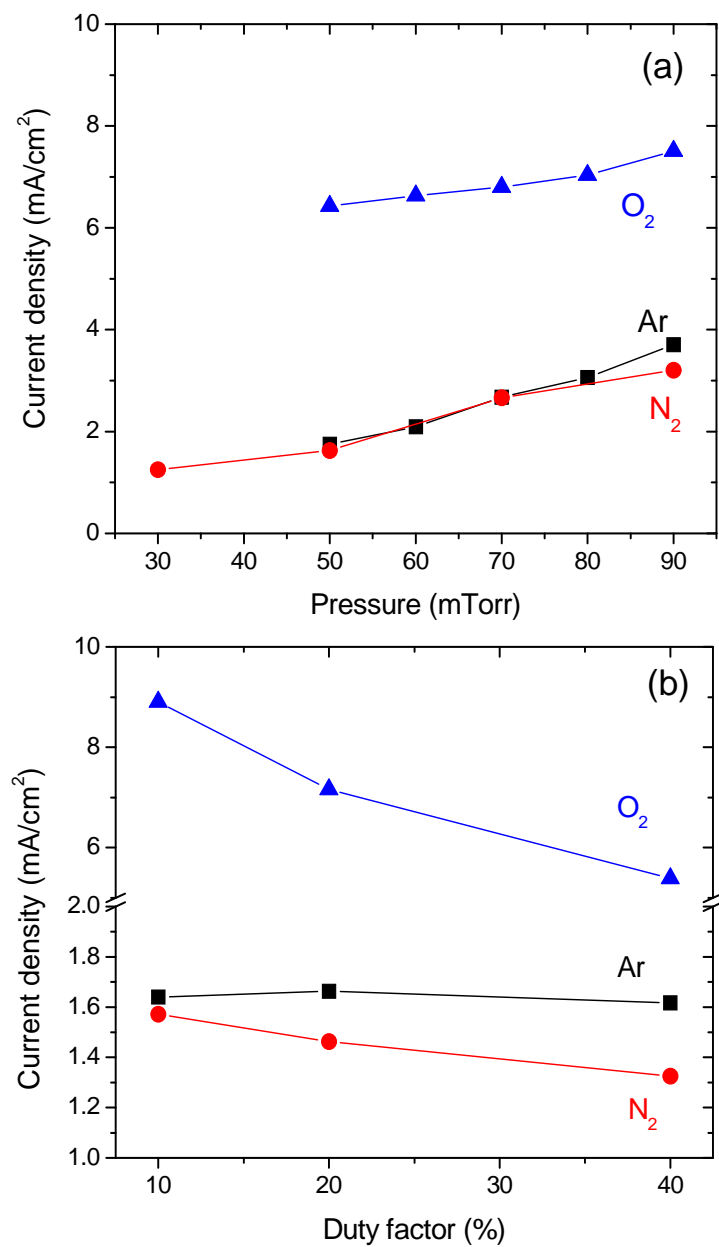 10
(a)
8
O₂
6
Current density (mA/cm²)
Ar
4
N₂
2
0
30 40 50 60 70 80 90
Pressure (mTorr)
10
(b)
8
O₂
6
Current density (mA/cm²)
2.0
1.8
Ar
1.6
1.4
N₂
1.2
1.0
10 20 30 40
Duty factor (%)